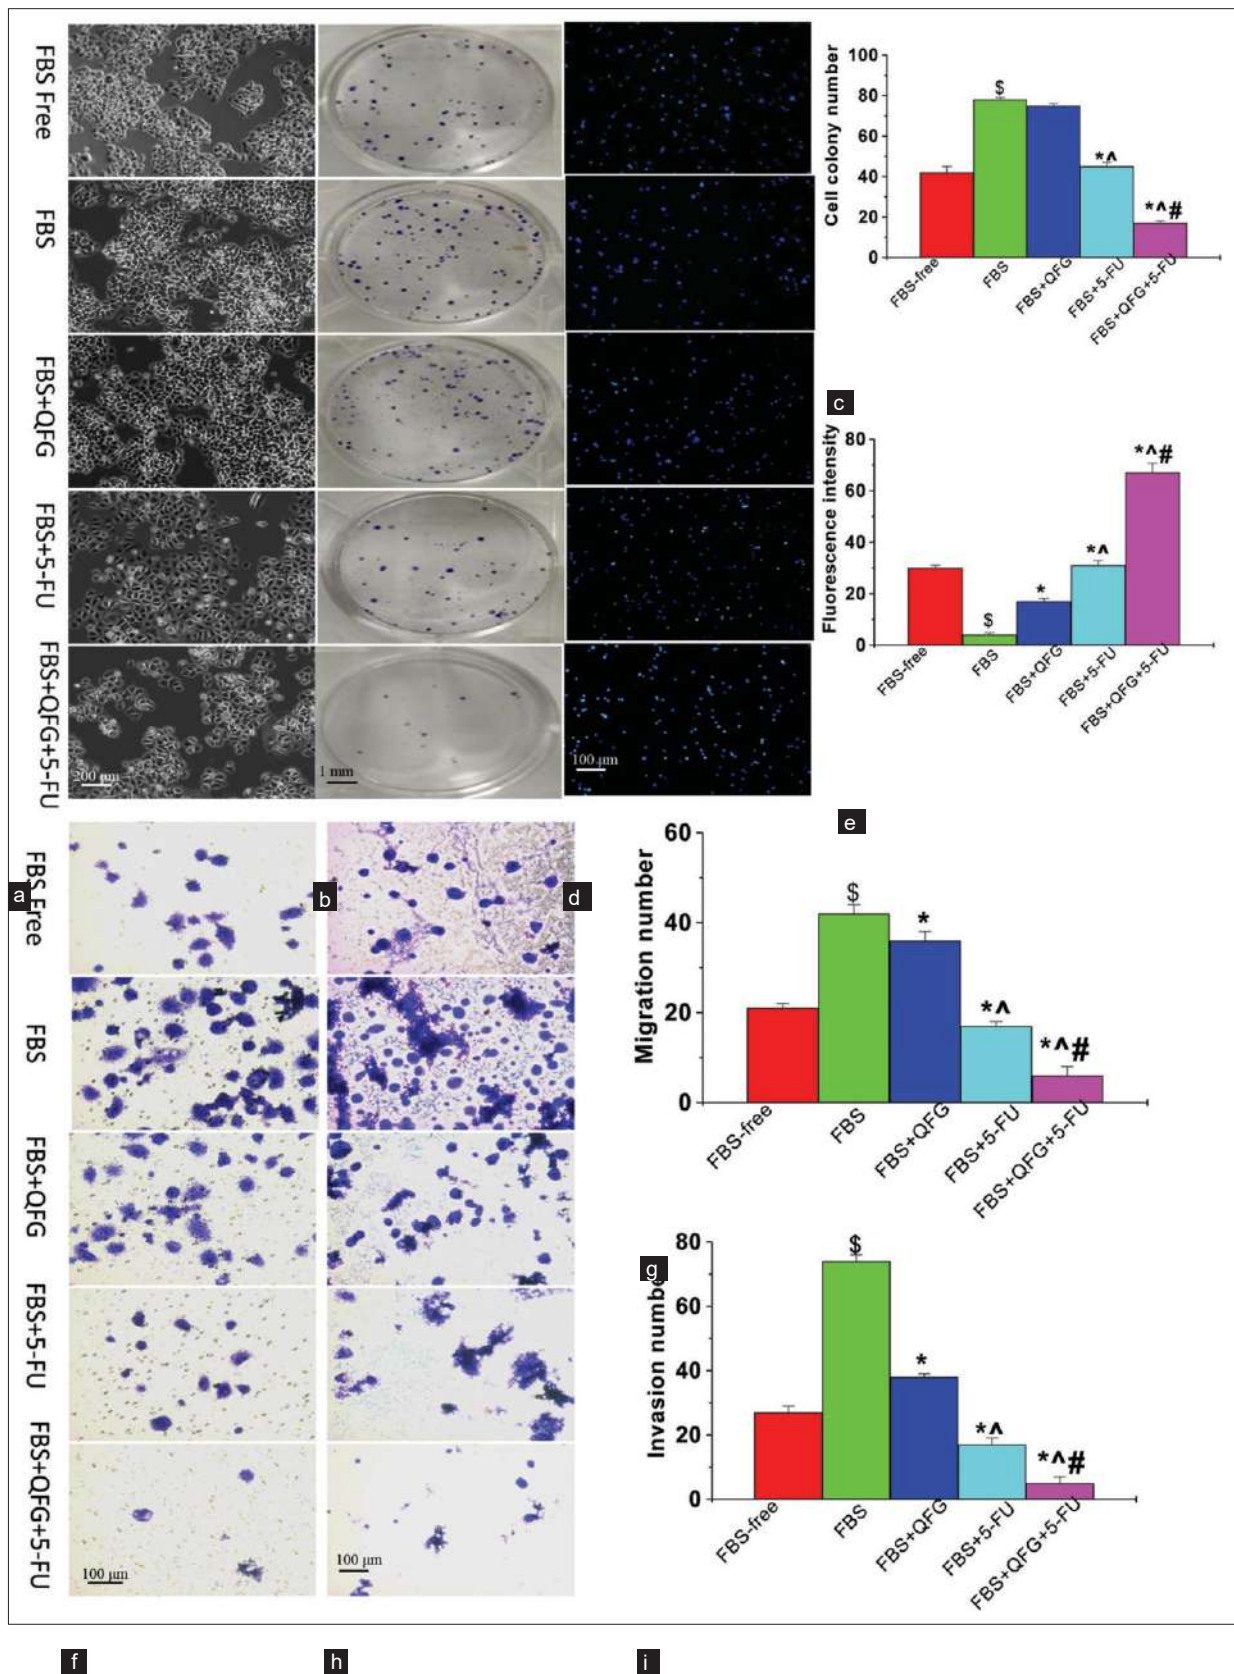 FBS Free
FBS
FBS+QFG
FBS+5-FU
FBS+QFG+5-FU
200 μm
1 mm
100 μm
Cell colony number
100
80
60
40
20
0
$
*^
*^#
FBS-free
FBS
FBS+QFG
FBS+5-FU
FBS+QFG+5-FU
c
Fluorescence intensity
80
60
40
20
0
$
*
*^
*^#
FBS-free
FBS
FBS+QFG
FBS+5-FU
FBS+QFG+5-FU
a
b
d
e
FBS Free
FBS
FBS+QFG
FBS+5-FU
FBS+QFG+5-FU
100 μm
100 μm
Migration number
60
40
20
0
$
*
*^
*^#
FBS-free
FBS
FBS+QFG
FBS+5-FU
FBS+QFG+5-FU
g
Invasion number
80
60
40
20
0
$
*
*^
*^#
FBS-free
FBS
FBS+QFG
FBS+5-FU
FBS+QFG+5-FU
f
h
i